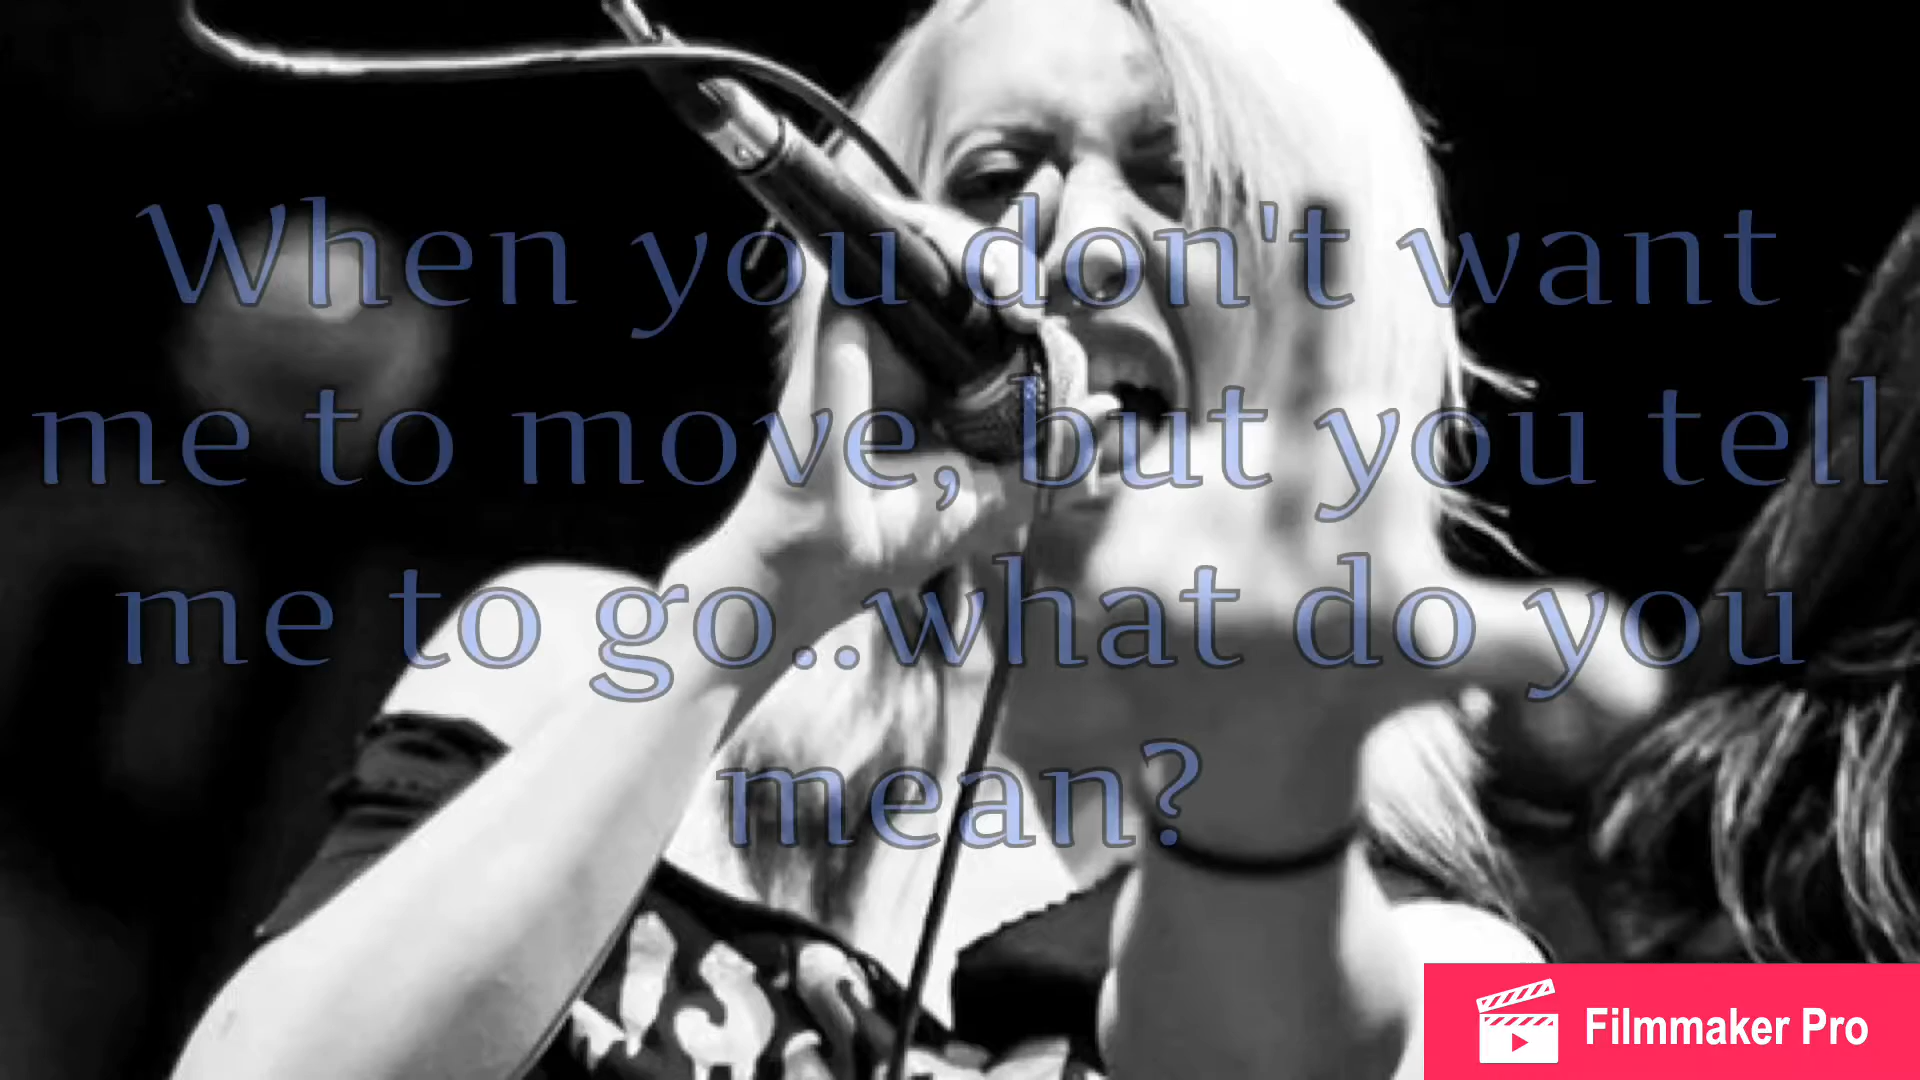 When you don't want
me to move, but you tell
me to go..what do you
mean?
Filmmaker Pro